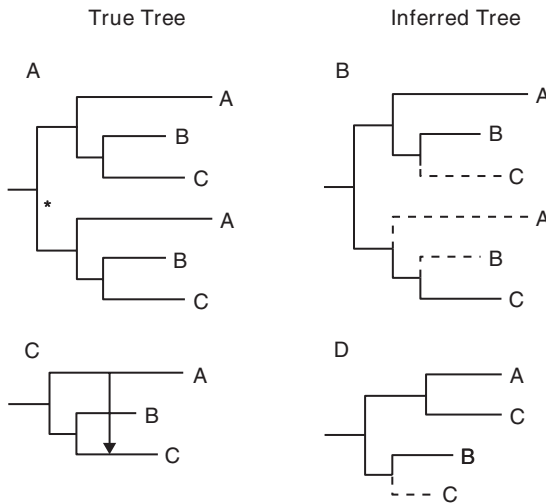 True Tree Inferred Tree
A B
A A
B B
C C
*
A A
B B
C C
C D
A A
B C
C B
C